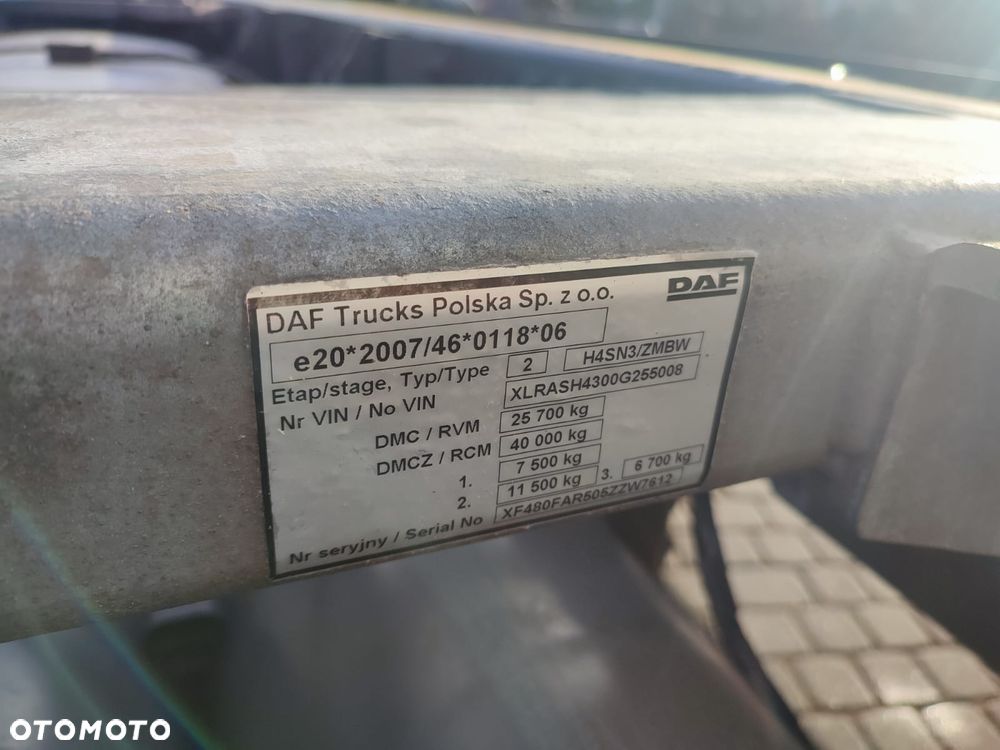 DAF Trucks Polska Sp. z o.o. DAF
e20*2007/46*0118*06
Etap/stage, Typ/Type 2 H4SN3/ZMBW
Nr VIN / No VIN XLRASH4300G255008
DMC / RVM 25 700 kg
DMCZ / RCM 40 000 kg
1. 7 500 kg
2. 11 500 kg 3. 6 700 kg
Nr seryjny / Serial No XF480FAR505ZZW7612
OTOMOTO